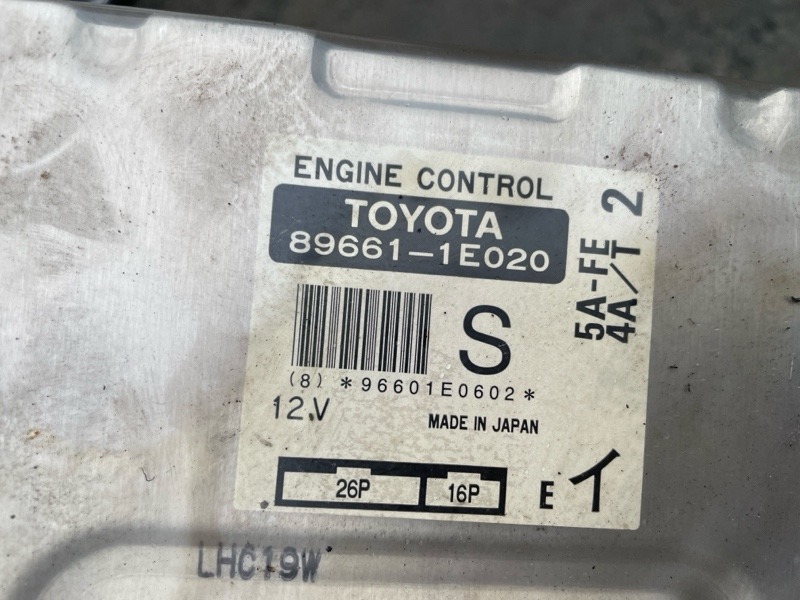 ENGINE CONTROL
TOYOTA
89661-1E020
5A-FE 2
4A/T
S
(8) *96601E0602*
12V
MADE IN JAPAN
26P 16P
E イ
LHC19W